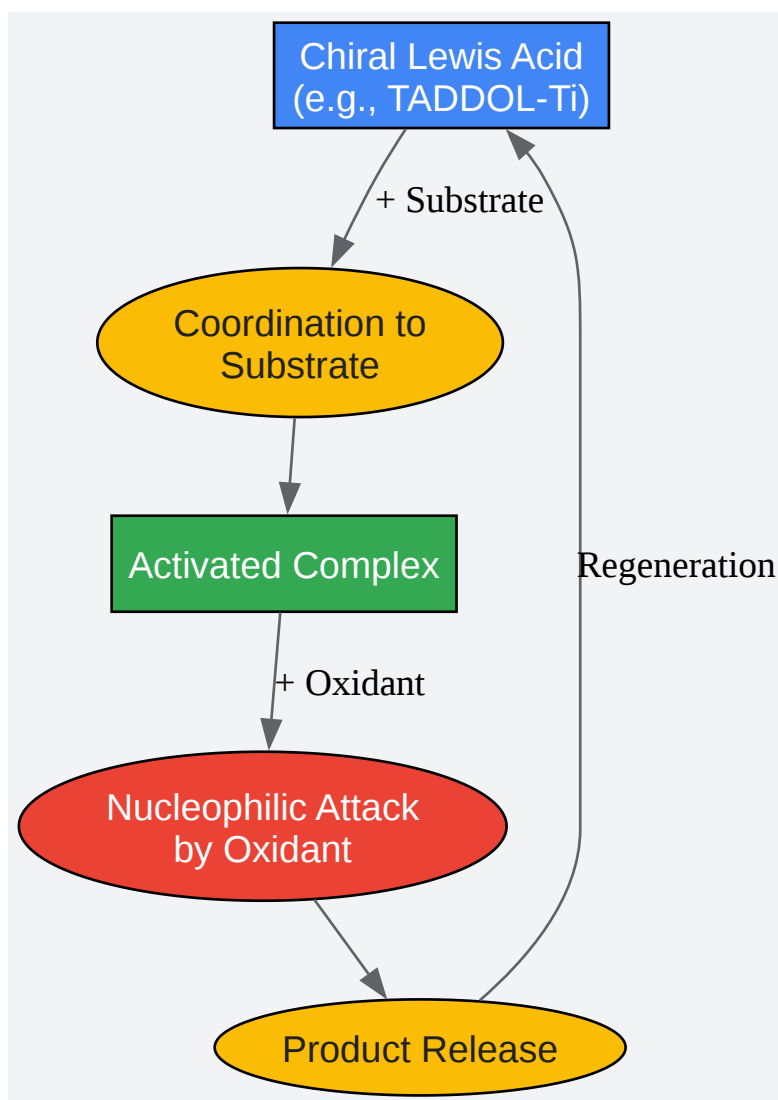 Chiral Lewis Acid
(e.g., TADDOL-Ti)
+ Substrate
Coordination to
Substrate
Activated Complex
Regeneration
+ Oxidant
Nucleophilic Attack
by Oxidant
Product Release